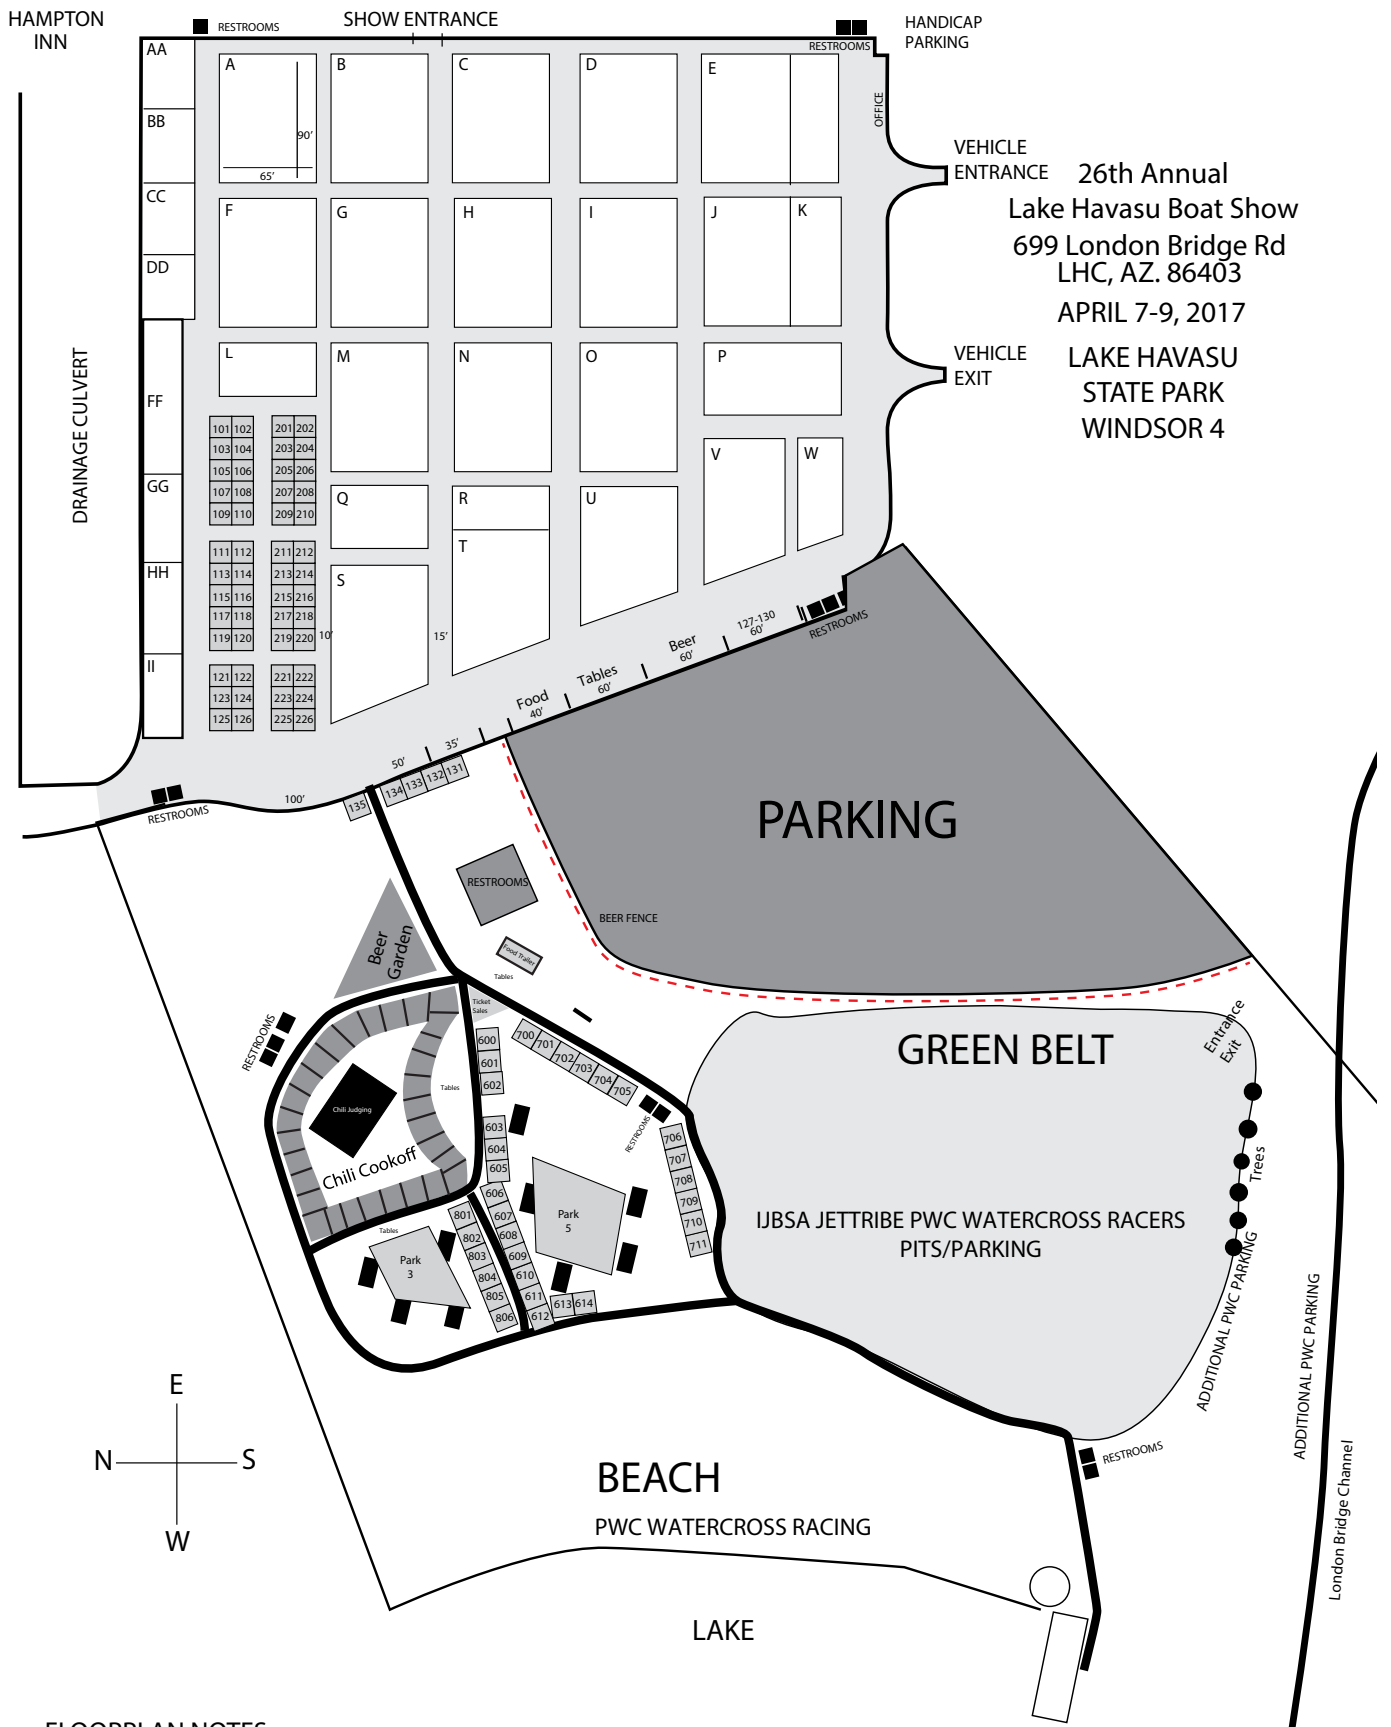 HAMPTON
INN
RESTROOMS
SHOW ENTRANCE
RESTROOMS
HANDICAP
PARKING
AA
BB
CC
DD
FF
GG
HH
II
DRAINAGE CULVERT
A
90'
65'
B
C
D
E
OFFICE
VEHICLE
ENTRANCE
26th Annual
Lake Havasu Boat Show
699 London Bridge Rd
LHC, AZ. 86403
APRIL 7-9, 2017
LAKE HAVASU
STATE PARK
WINDSOR 4
F
G
H
I
J
K
VEHICLE
EXIT
L
M
N
O
P
Q
R
S
T
U
V
W
101 102
103 104
105 106
107 108
109 110
201 202
203 204
205 206
207 208
209 210
111 112
113 114
115 116
117 118
119 120
211 212
213 214
215 216
217 218
219 220
10'
15'
121 122
123 124
125 126
221 222
223 224
225 226
127-130
60'
RESTROOMS
Beer
60'
Tables
60'
Food
40'
35'
50'
100'
RESTROOMS
135
134 133 132 131
PARKING
RESTROOMS
BEER FENCE
Beer
Garden
Food Trailer
Tables
Ticket
Sales
RESTROOMS
Chili Judging
Chili Cookoff
Tables
Tables
600
601
602
603
604
605
606
607
608
609
610
611
612
613 614
700
701
702
703
704
705
RESTROOMS
706
707
708
709
710
711
801
802
803
804
805
806
Park
3
Park
5
GREEN BELT
Entrance
Exit
Trees
IJBSA JETTRIBE PWC WATERCROSS RACERS
PITS/PARKING
ADDITIONAL PWC PARKING
ADDITIONAL PWC PARKING
London Bridge Channel
RESTROOMS
E
N
S
W
BEACH
PWC WATERCROSS RACING
LAKE
FLOORPLAN NOTES